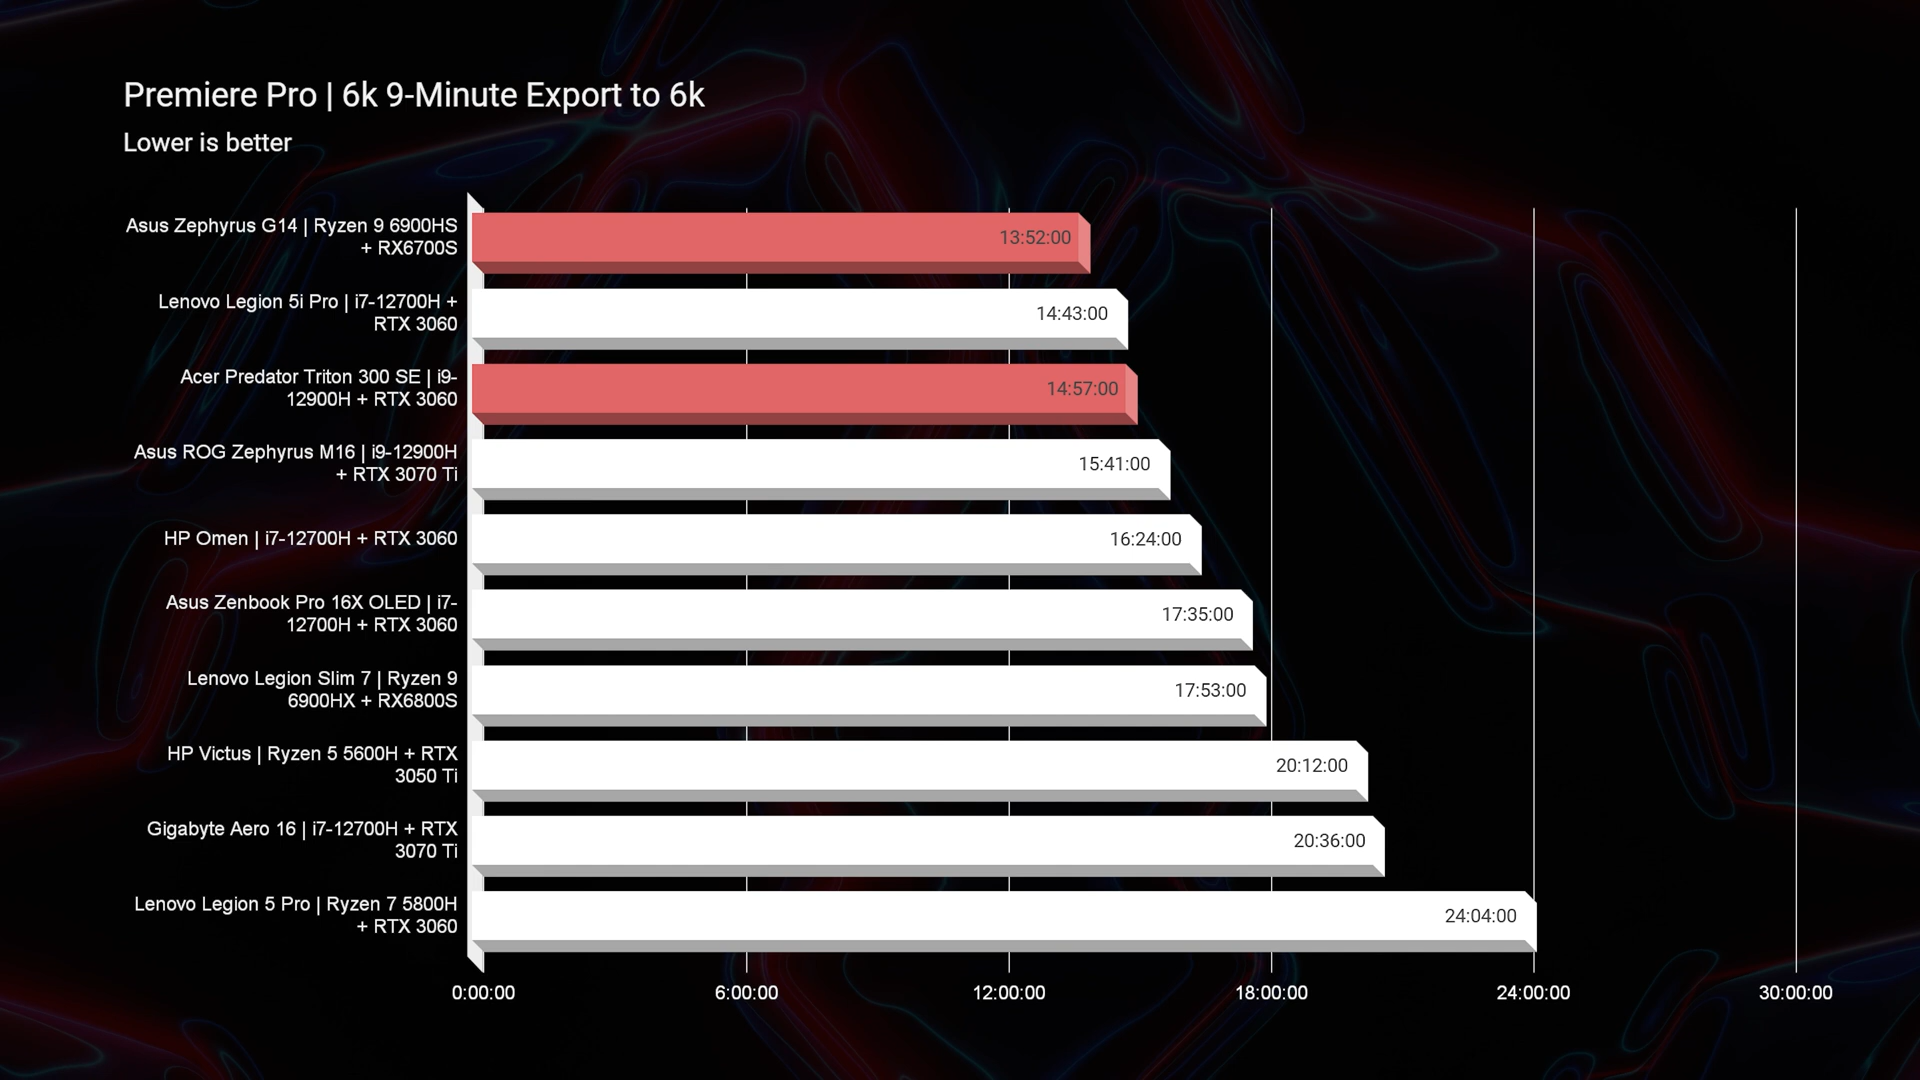 Premiere Pro | 6k 9-Minute Export to 6k
Lower is better
Asus Zephyrus G14 | Ryzen 9 6900HS
+ RX6700S
13:52:00
Lenovo Legion 5i Pro | i7-12700H +
RTX 3060
14:43:00
Acer Predator Triton 300 SE | i9-
12900H + RTX 3060
14:57:00
Asus ROG Zephyrus M16 | i9-12900H
+ RTX 3070 Ti
15:41:00
HP Omen | i7-12700H + RTX 3060
16:24:00
Asus Zenbook Pro 16X OLED | i7-
12700H + RTX 3060
17:35:00
Lenovo Legion Slim 7 | Ryzen 9
6900HX + RX6800S
17:53:00
HP Victus | Ryzen 5 5600H + RTX
3050 Ti
20:12:00
Gigabyte Aero 16 | i7-12700H + RTX
3070 Ti
20:36:00
Lenovo Legion 5 Pro | Ryzen 7 5800H
+ RTX 3060
24:04:00
0:00:00 6:00:00 12:00:00 18:00:00 24:00:00 30:00:00